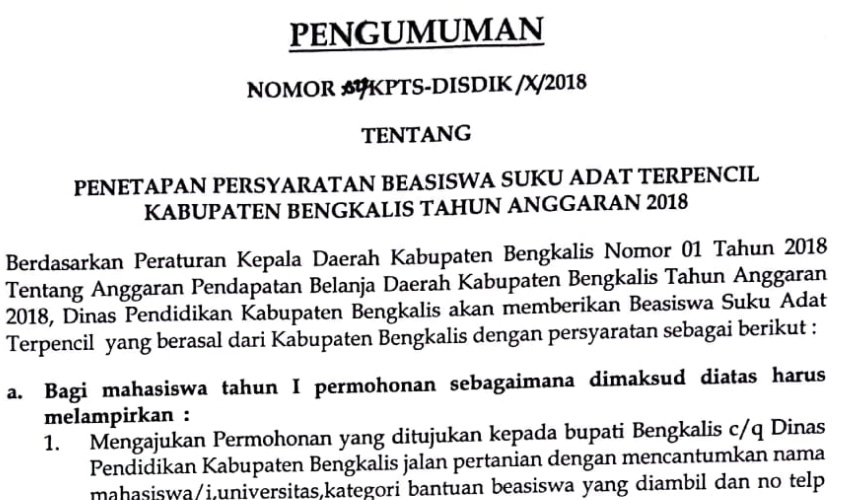 PENGUMUMAN
NOMOR KPTS-DISDIK/X/2018
TENTANG
PENETAPAN PERSYARATAN BEASISWA SUKU ADAT TERPENCIL
KABUPATEN BENGKALIS TAHUN ANGGARAN 2018
Berdasarkan Peraturan Kepala Daerah Kabupaten Bengkalis Nomor 01 Tahun 2018
Tentang Anggaran Pendapatan Belanja Daerah Kabupaten Bengkalis Tahun Anggaran
2018, Dinas Pendidikan Kabupaten Bengkalis akan memberikan Beasiswa Suku Adat
Terpencil yang berasal dari Kabupaten Bengkalis dengan persyaratan sebagai berikut :
a. Bagi mahasiswa tahun I permohonan sebagaimana dimaksud diatas harus
melampirkan :
1. Mengajukan Permohonan yang ditujukan kepada bupati Bengkalis c/q Dinas
Pendidikan Kabupaten Bengkalis jalan pertanian dengan mencantumkan nama
mahasiswa/i,universitas,kategori bantuan beasiswa yang diambil dan no telp